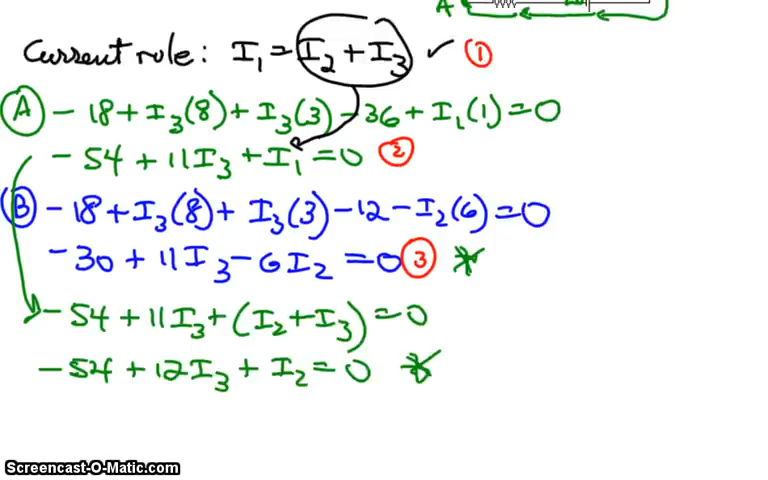 A
Current rule: I₁ = I₂ + I₃ ✓ ①
Ⓐ - 18 + I₃(8) + I₃(3) - 36 + I₁(1) = 0
- 54 + 11I₃ + I₁ = 0 ②
Ⓑ - 18 + I₃(8) + I₃(3) - 12 - I₂(6) = 0
- 30 + 11I₃ - 6I₂ = 0 ③ *
- 54 + 11I₃ + (I₂ + I₃) = 0
- 54 + 12I₃ + I₂ = 0 *
Screencast-O-Matic.com